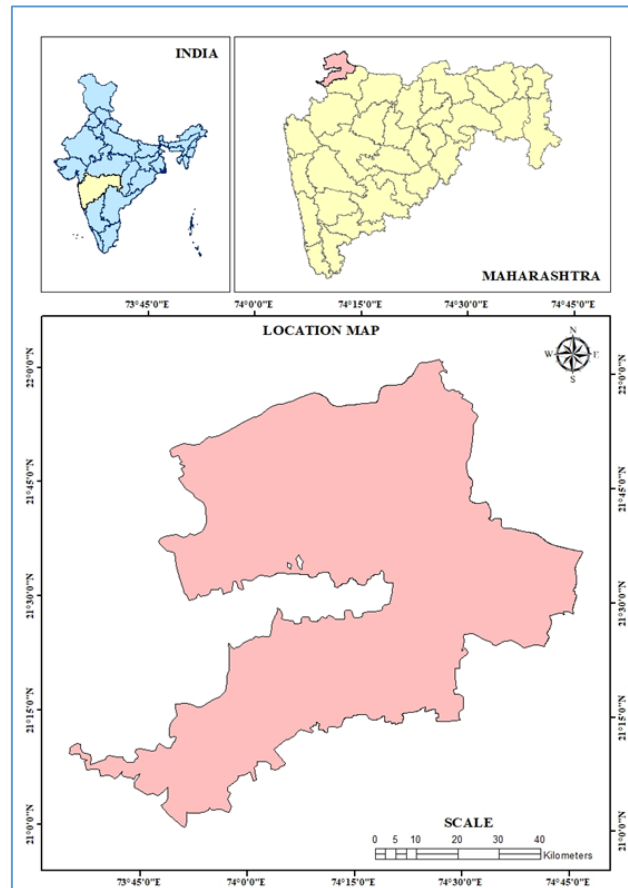 INDIA
MAHARASHTRA
73°45'0"E 74°0'0"E 74°15'0"E 74°30'0"E 74°45'0"E
LOCATION MAP
N
W E
S
22°0'0"N 22°0'0"N
21°45'0"N 21°45'0"N
21°30'0"N 21°30'0"N
21°15'0"N 21°15'0"N
21°0'0"N 21°0'0"N
SCALE
0 5 10 20 30 40
Kilometers
73°45'0"E 74°0'0"E 74°15'0"E 74°30'0"E 74°45'0"E